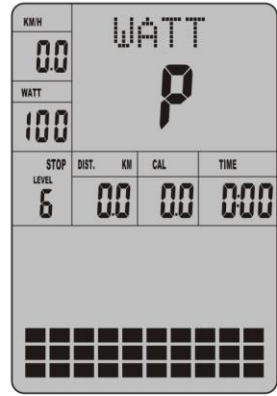 KM/H
0.0
WATT
P
WATT
100
STOP
LEVEL
6
DIST. KM
0.0
CAL
0.0
TIME
0:00